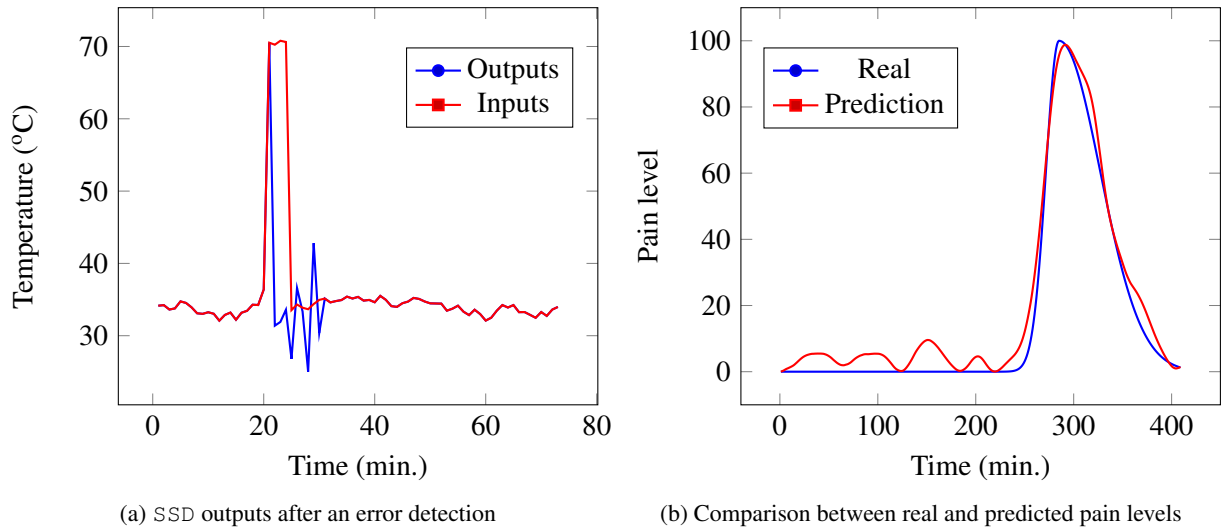 70
60
50
40
30
0
20
40
60
80
Temperature (°C)
Time (min.)
Outputs
Inputs
(a) SSD outputs after an error detection
100
80
60
40
20
0
0
100
200
300
400
Pain level
Time (min.)
Real
Prediction
(b) Comparison between real and predicted pain levels